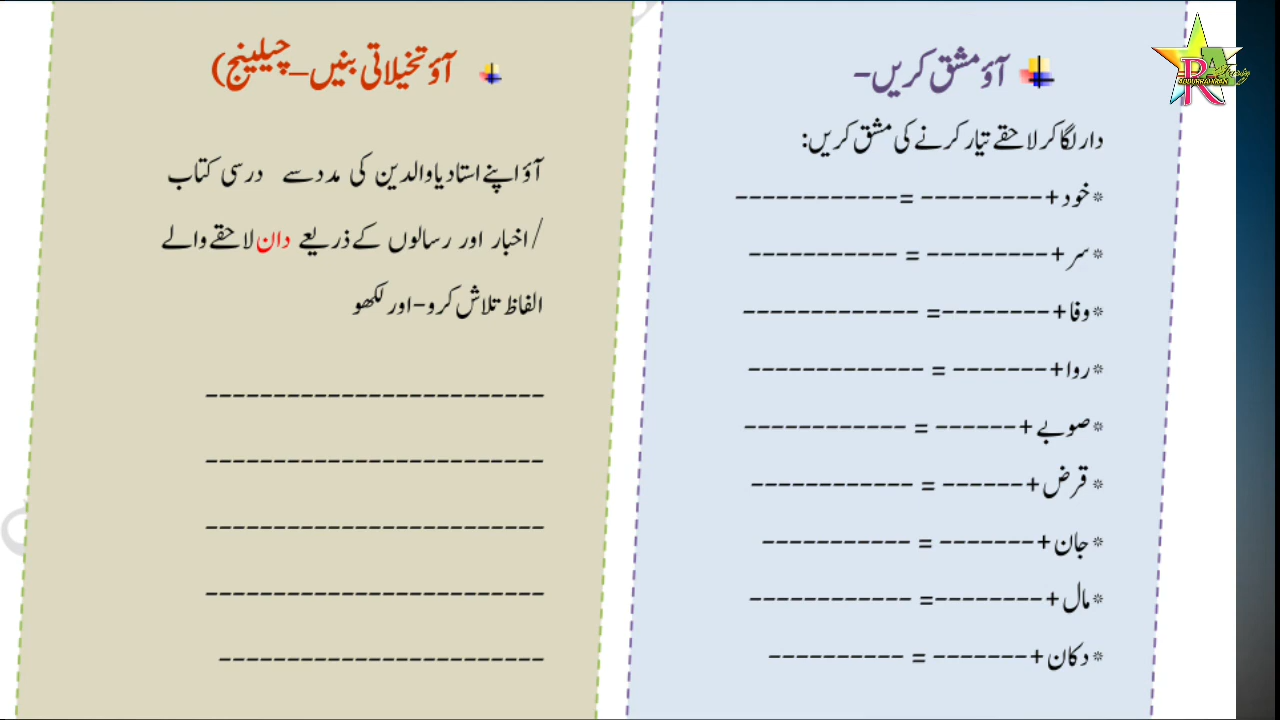 آؤ مشق کریں-
دار لگا کر لاحقے تیار کرنے کی مشق کریں:
*خود+---------=------------
*سر+--------- = -----------
*وفا+--------=-------------
*روا+------- = -------------
*صوبے+------ = ------------
*قرض+------ = ------------
*جان+------- = -----------
*مال+--------=------------
*دکان+------- = ----------
آؤ تخیلاتی بنیں–چیلینج)
آؤ اپنے استاد یا والدین کی مدد سے درسی کتاب
/اخبار اور رسالوں کے ذریعے دان لاحقے والے
الفاظ تلاش کرو-اور لکھو
-------------------------
-------------------------
-------------------------
-------------------------
------------------------